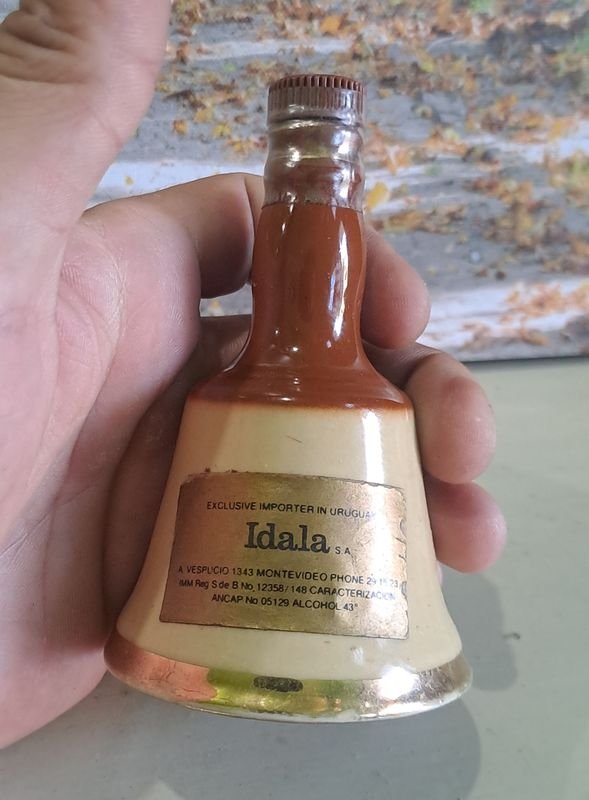 EXCLUSIVE IMPORTER IN URUGUAY
Idala S A
A. VESPUCIO 1343 MONTEVIDEO PHONE 29 15 23
IMM Reg S de B No 12358 / 148 CARACTERIZACION
ANCAP No 05129 ALCOHOL 43°